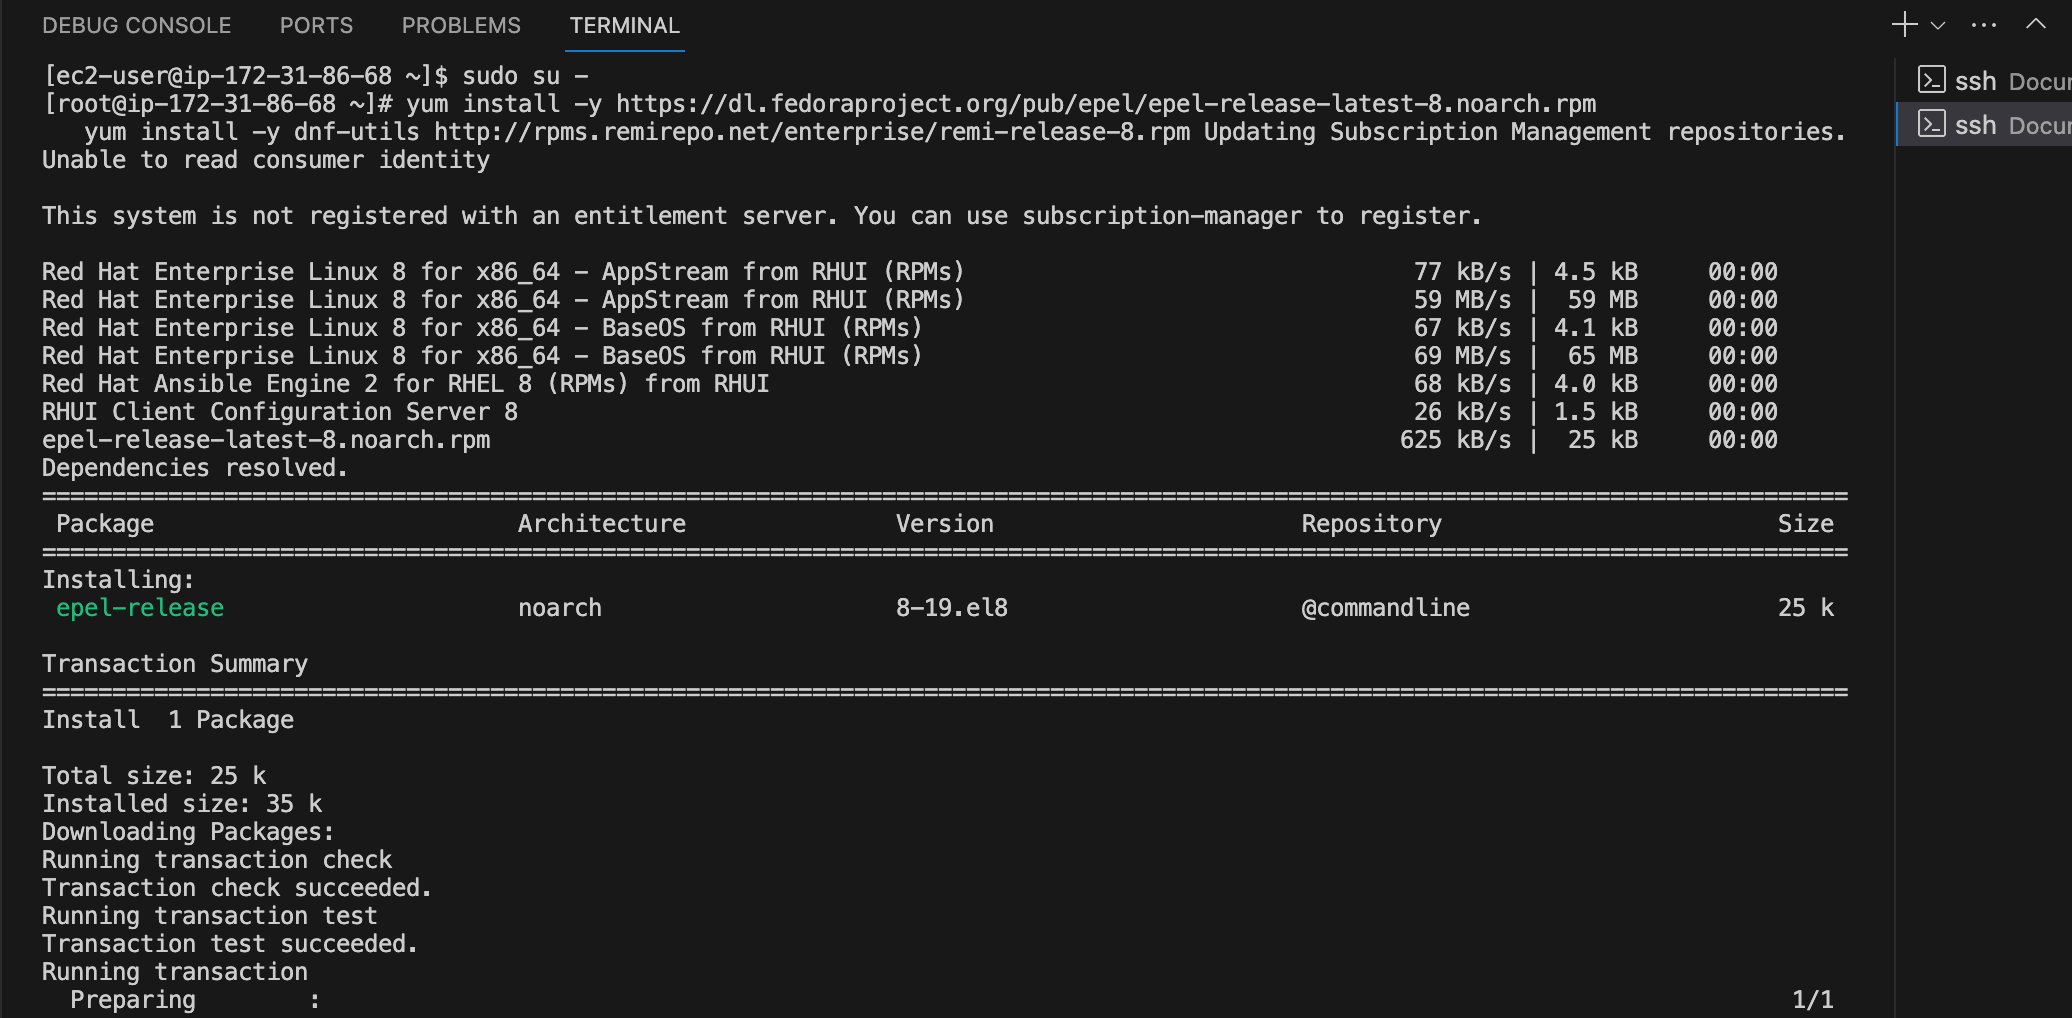 DEBUG CONSOLE PORTS PROBLEMS TERMINAL
[ec2-user@ip-172-31-86-68 ~]$ sudo su -
[root@ip-172-31-86-68 ~]# yum install -y https://dl.fedoraproject.org/pub/epel/epel-release-latest-8.noarch.rpm
yum install -y dnf-utils http://rpms.remirepo.net/enterprise/remi-release-8.rpm Updating Subscription Management repositories.
Unable to read consumer identity
This system is not registered with an entitlement server. You can use subscription-manager to register.
Red Hat Enterprise Linux 8 for x86_64 - AppStream from RHUI (RPMs) 77 kB/s | 4.5 kB 00:00
Red Hat Enterprise Linux 8 for x86_64 - AppStream from RHUI (RPMs) 59 MB/s | 59 MB 00:00
Red Hat Enterprise Linux 8 for x86_64 - BaseOS from RHUI (RPMs) 67 kB/s | 4.1 kB 00:00
Red Hat Enterprise Linux 8 for x86_64 - BaseOS from RHUI (RPMs) 69 MB/s | 65 MB 00:00
Red Hat Ansible Engine 2 for RHEL 8 (RPMs) from RHUI 68 kB/s | 4.0 kB 00:00
RHUI Client Configuration Server 8 26 kB/s | 1.5 kB 00:00
epel-release-latest-8.noarch.rpm 625 kB/s | 25 kB 00:00
Dependencies resolved.
Package Architecture Version Repository Size
Installing:
epel-release noarch 8-19.el8 @commandline 25 k
Transaction Summary
Install 1 Package
Total size: 25 k
Installed size: 35 k
Downloading Packages:
Running transaction check
Transaction check succeeded.
Running transaction test
Transaction test succeeded.
Running transaction
Preparing : 1/1
ssh Docu
ssh Docu